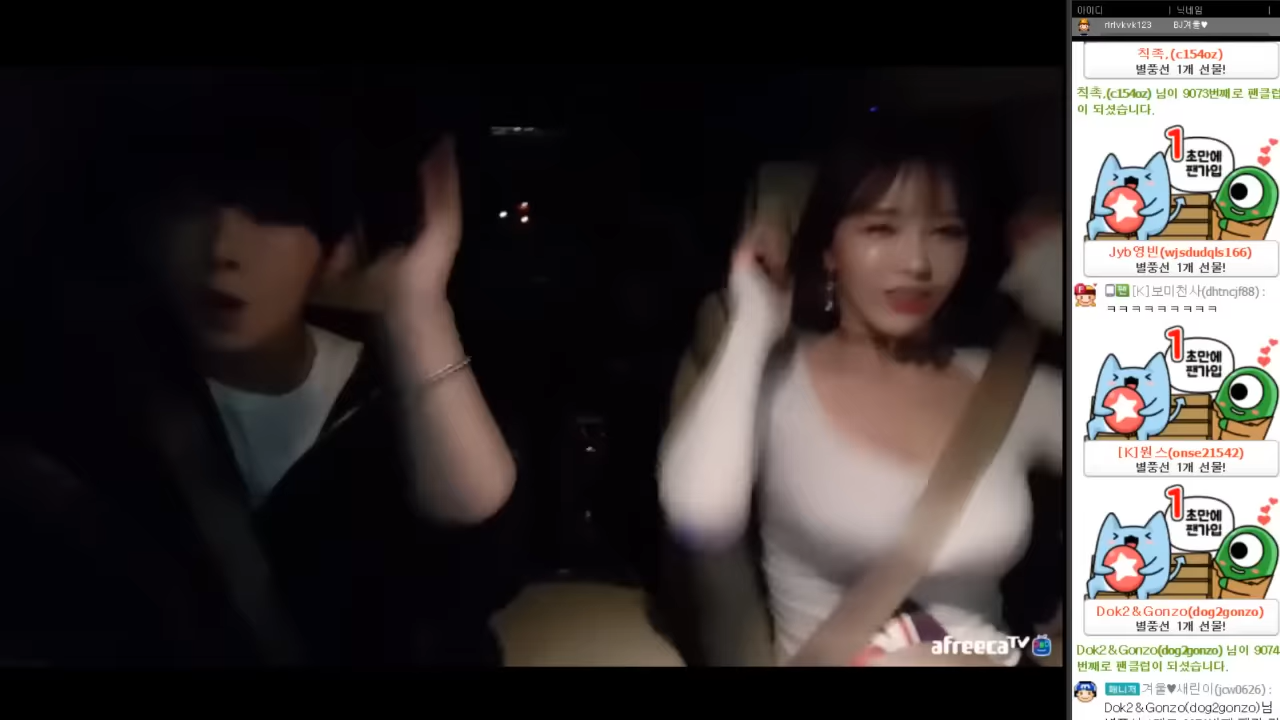 아이디 | 닉네임 |
rlrlvkvk123 BJ겨울♥
칙촉,(c154oz)
별풍선 1개 선물!
칙촉,(c154oz) 님이 9073번째로 팬클럽
이 되셨습니다.
1
초만에
팬가입
Jyb영빈(wjsdudqls166)
별풍선 1개 선물!
팬 [K]보미천사(dhtncjf88) :
ㅋㅋㅋㅋㅋㅋㅋㅋㅋ
1
초만에
팬가입
[K]뭔스(onse21542)
별풍선 1개 선물!
1
초만에
팬가입
Dok2&Gonzo(dog2gonzo)
별풍선 1개 선물!
Dok2&Gonzo(dog2gonzo) 님이 9074
번째로 팬클럽이 되셨습니다.
매니저 겨울♥새린이(jcw0626) :
Dok2&Gonzo(dog2gonzo)님
afreecaTV